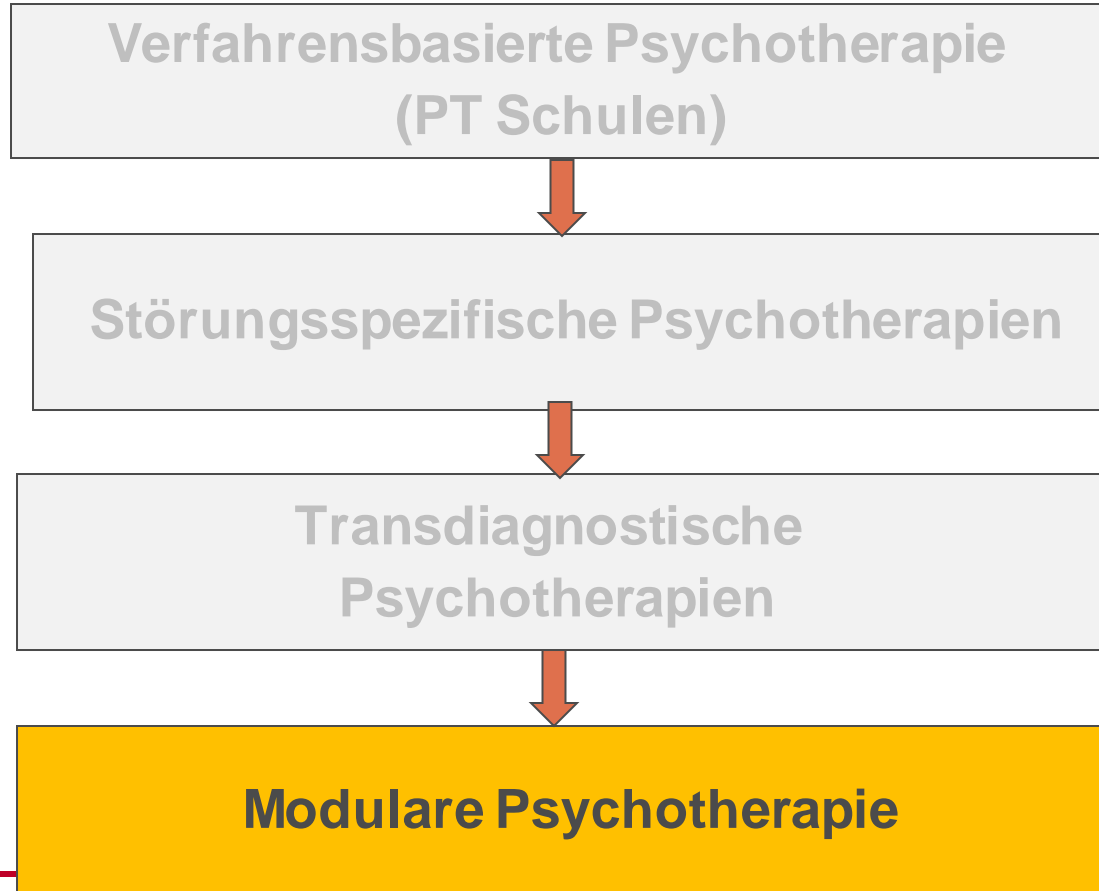 Verfahrensbasierte Psychotherapie
(PT Schulen)
Störungsspezifische Psychotherapien
Transdiagnostische
Psychotherapien
Modulare Psychotherapie